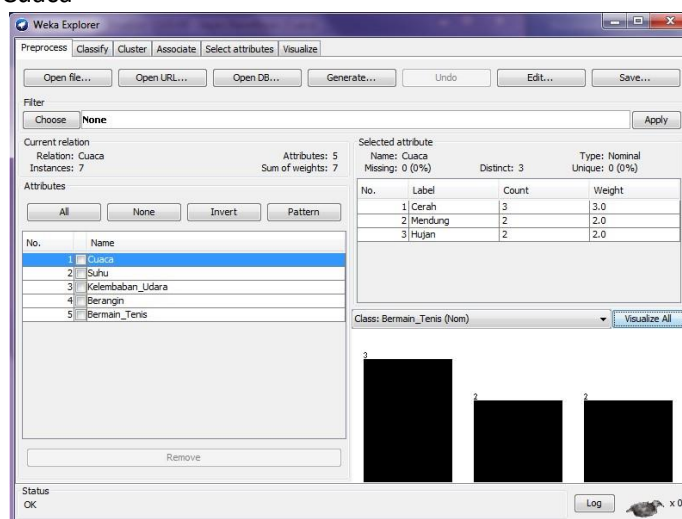 Cuaca
Weka Explorer
Preprocess Classify Cluster Associate Select attributes Visualize
Open file... Open URL... Open DB... Generate... Undo Edit... Save...
Filter
Choose None Apply
Current relation
Relation: Cuaca Attributes: 5
Instances: 7 Sum of weights: 7
Attributes
All None Invert Pattern
No. Name
1 Cuaca
2 Suhu
3 Kelembaban_Udara
4 Berangin
5 Bermain_Tenis
Remove
Selected attribute
Name: Cuaca Type: Nominal
Missing: 0 (0%) Distinct: 3 Unique: 0 (0%)
No. Label Count Weight
1 Cerah 3 3.0
2 Mendung 2 2.0
3 Hujan 2 2.0
Class: Bermain_Tenis (Nom) Visualize All
3 2 2
Status
OK Log x 0